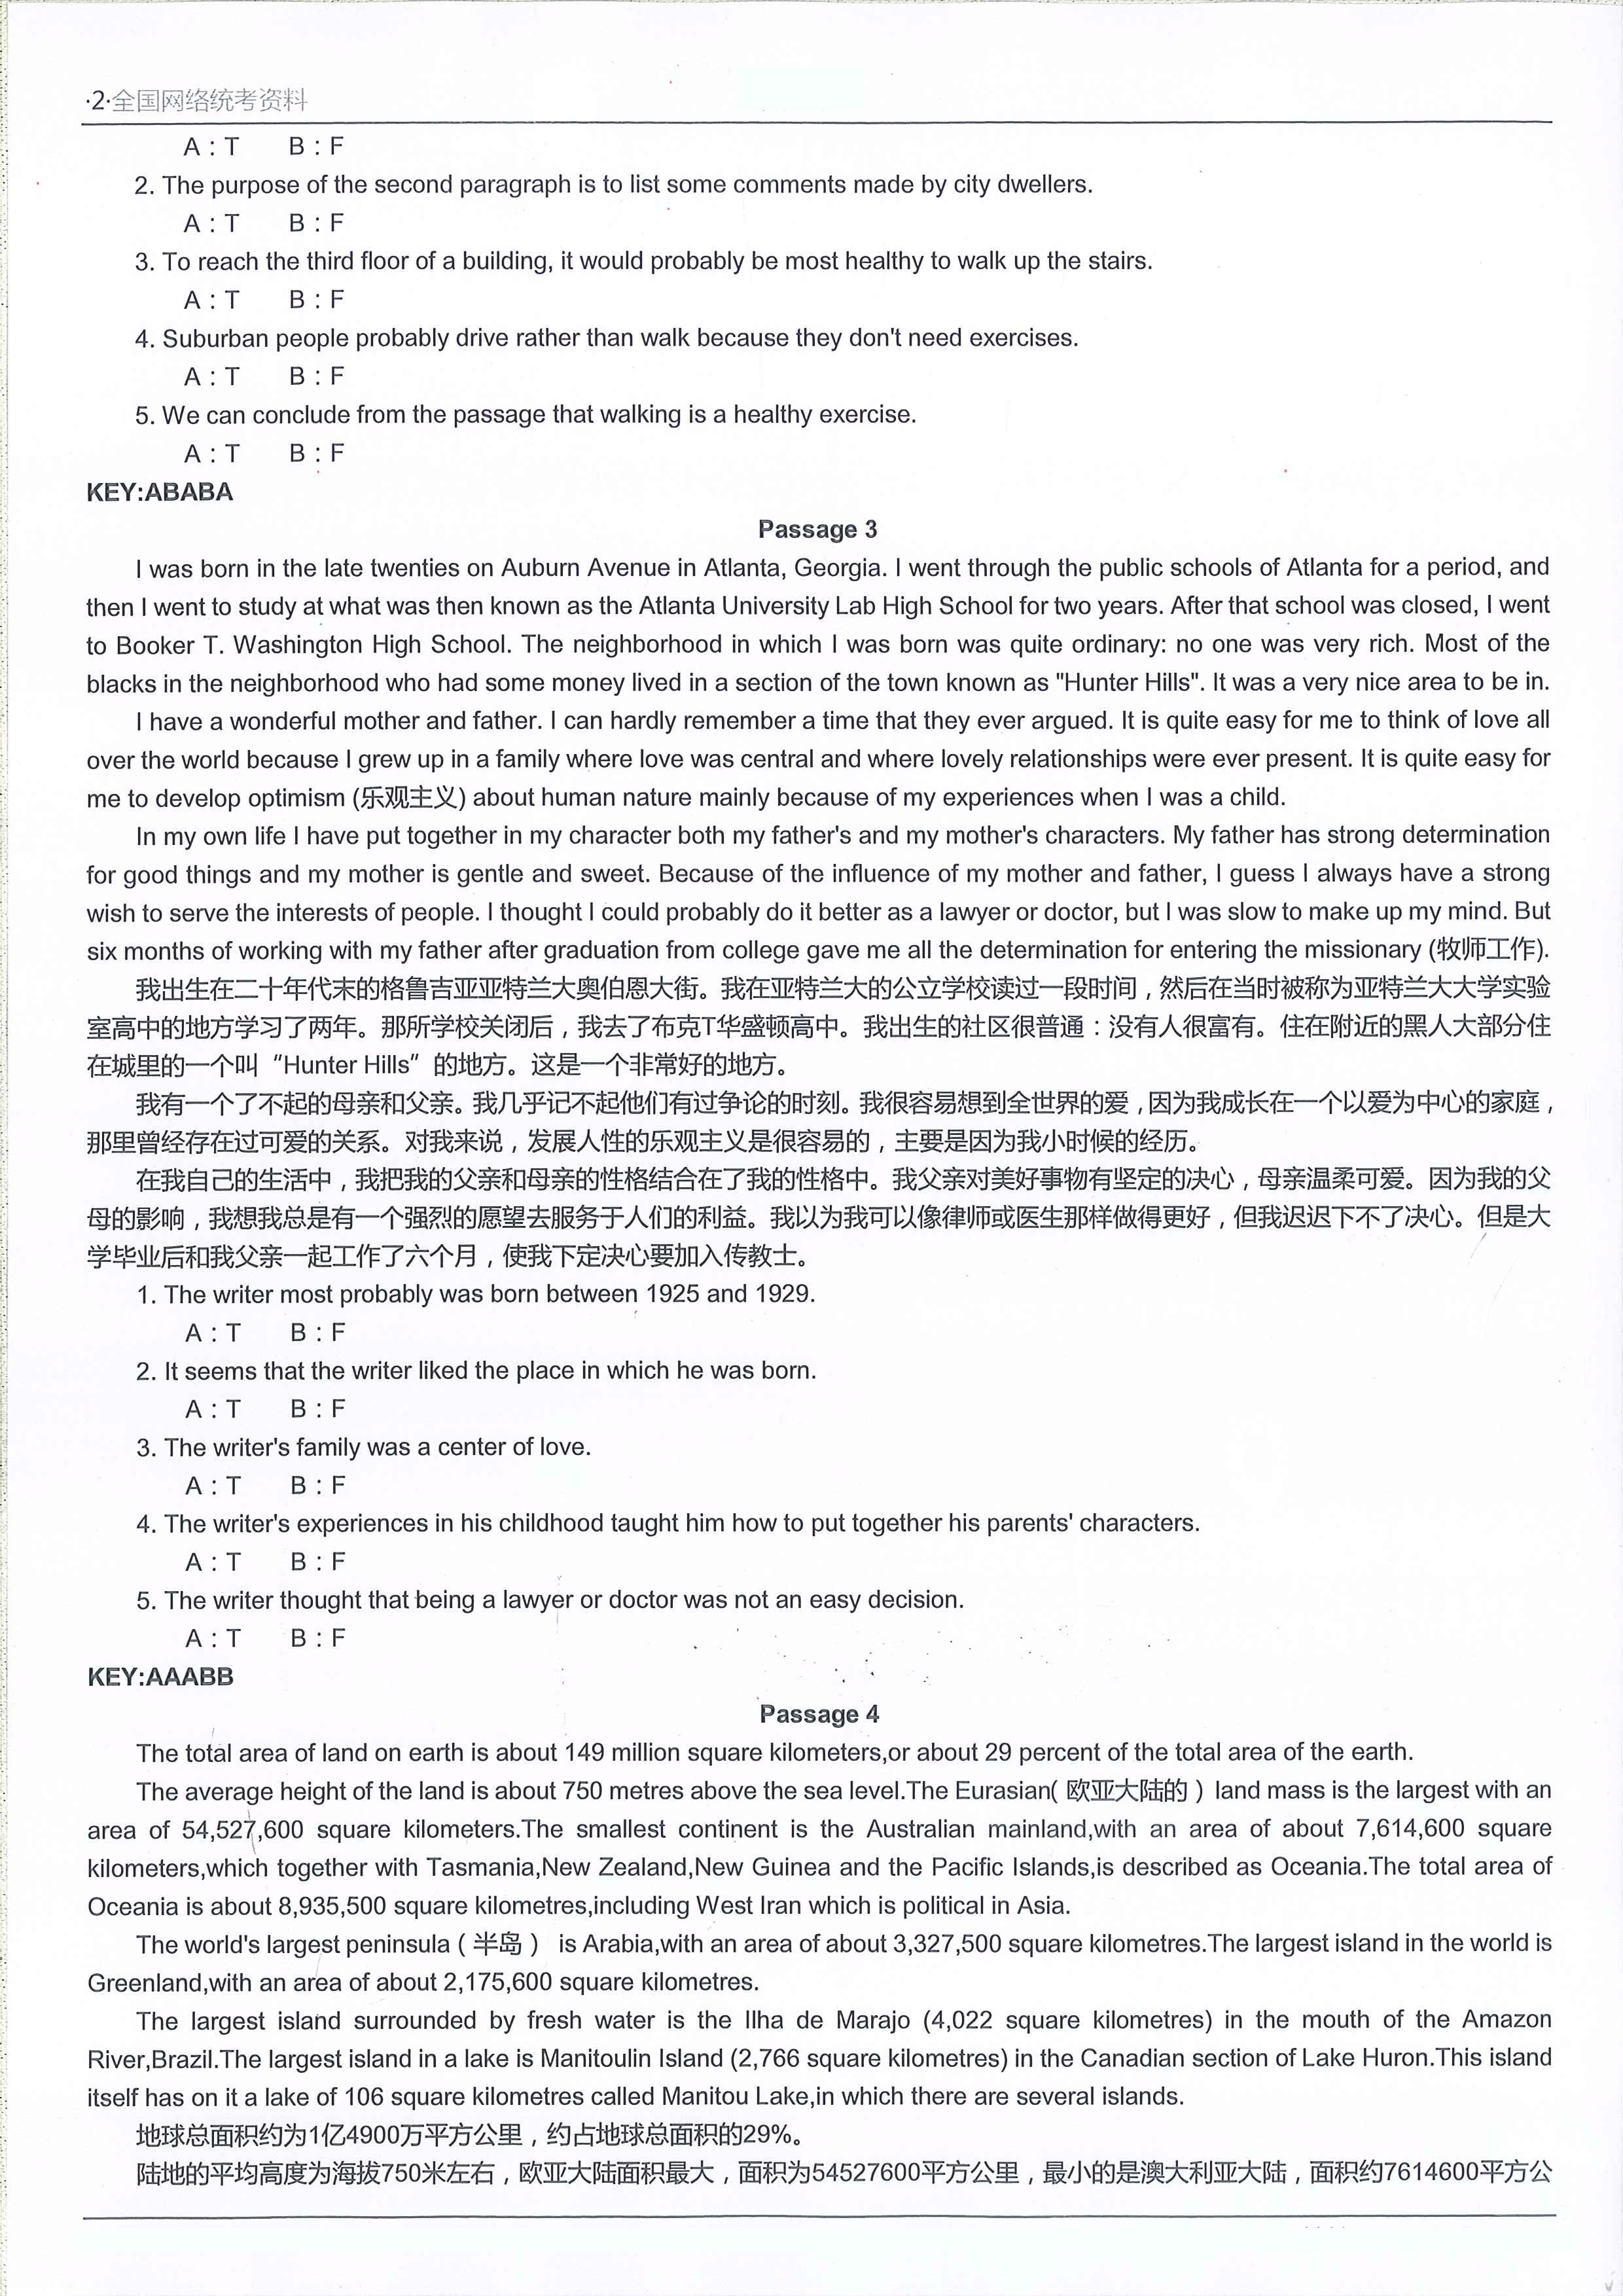 ·2·全国网络统考资料
A : T B : F
2. The purpose of the second paragraph is to list some comments made by city dwellers.
A : T B : F
3. To reach the third floor of a building, it would probably be most healthy to walk up the stairs.
A : T B : F
4. Suburban people probably drive rather than walk because they don't need exercises.
A : T B : F
5. We can conclude from the passage that walking is a healthy exercise.
A : T B : F
KEY:ABABA
Passage 3
I was born in the late twenties on Auburn Avenue in Atlanta, Georgia. I went through the public schools of Atlanta for a period, and
then I went to study at what was then known as the Atlanta University Lab High School for two years. After that school was closed, I went
to Booker T. Washington High School. The neighborhood in which I was born was quite ordinary: no one was very rich. Most of the
blacks in the neighborhood who had some money lived in a section of the town known as "Hunter Hills". It was a very nice area to be in.
I have a wonderful mother and father. I can hardly remember a time that they ever argued. It is quite easy for me to think of love all
over the world because I grew up in a family where love was central and where lovely relationships were ever present. It is quite easy for
me to develop optimism (乐观主义) about human nature mainly because of my experiences when I was a child.
In my own life I have put together in my character both my father's and my mother's characters. My father has strong determination
for good things and my mother is gentle and sweet. Because of the influence of my mother and father, I guess I always have a strong
wish to serve the interests of people. I thought I could probably do it better as a lawyer or doctor, but I was slow to make up my mind. But
six months of working with my father after graduation from college gave me all the determination for entering the missionary (牧师工作).
我出生在二十年代末的格鲁吉亚亚特兰大奥伯恩大街。我在亚特兰大的公立学校读过一段时间，然后在当时被称为亚特兰大大学实验
室高中的地方学习了两年。那所学校关闭后，我去了布克T华盛顿高中。我出生的社区很普通：没有人很富有。住在附近的黑人大部分住
在城里的一个叫“Hunter Hills”的地方。这是一个非常好的地方。
我有一个了不起的母亲和父亲。我几乎记不起他们有过争论的时刻。我很容易想到全世界的爱，因为我成长在一个以爱为中心的家庭，
那里曾经存在过可爱的关系。对我来说，发展人性的乐观主义是很容易的，主要是因为我小时候的经历。
在我自己的生活中，我把我的父亲和母亲的性格结合在了我的性格中。我父亲对美好事物有坚定的决心，母亲温柔可爱。因为我的父
母的影响，我想我总是有一个强烈的愿望去服务于人们的利益。我以为我可以像律师或医生那样做得更好，但我迟迟下不了决心。但是大
学毕业后和我父亲一起工作了六个月，使我下定决心要加入传教士。
1. The writer most probably was born between 1925 and 1929.
A : T B : F
2. It seems that the writer liked the place in which he was born.
A : T B : F
3. The writer's family was a center of love.
A : T B : F
4. The writer's experiences in his childhood taught him how to put together his parents' characters.
A : T B : F
5. The writer thought that being a lawyer or doctor was not an easy decision.
A : T B : F
KEY:AAABB
Passage 4
The total area of land on earth is about 149 million square kilometers,or about 29 percent of the total area of the earth.
The average height of the land is about 750 metres above the sea level.The Eurasian( 欧亚大陆的 ) land mass is the largest with an
area of 54,527,600 square kilometers.The smallest continent is the Australian mainland,with an area of about 7,614,600 square
kilometers,which together with Tasmania,New Zealand,New Guinea and the Pacific Islands,is described as Oceania.The total area of
Oceania is about 8,935,500 square kilometres,including West Iran which is political in Asia.
The world's largest peninsula ( 半岛 ) is Arabia,with an area of about 3,327,500 square kilometres.The largest island in the world is
Greenland,with an area of about 2,175,600 square kilometres.
The largest island surrounded by fresh water is the Ilha de Marajo (4,022 square kilometres) in the mouth of the Amazon
River,Brazil.The largest island in a lake is Manitoulin Island (2,766 square kilometres) in the Canadian section of Lake Huron.This island
itself has on it a lake of 106 square kilometres called Manitou Lake,in which there are several islands.
地球总面积约为1亿4900万平方公里，约占地球总面积的29%。
陆地的平均高度为海拔750米左右，欧亚大陆面积最大，面积为54527600平方公里，最小的是澳大利亚大陆，面积约7614600平方公